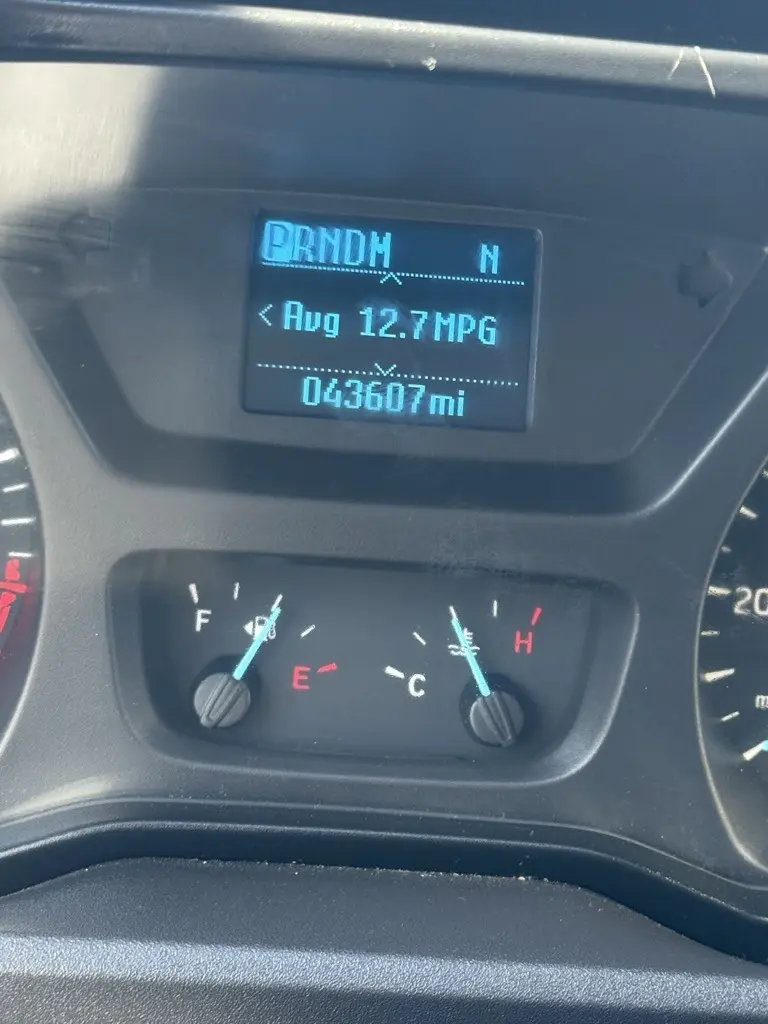 PRNDM N
<Avg 12.7MPG
043607mi
F E
C H
20